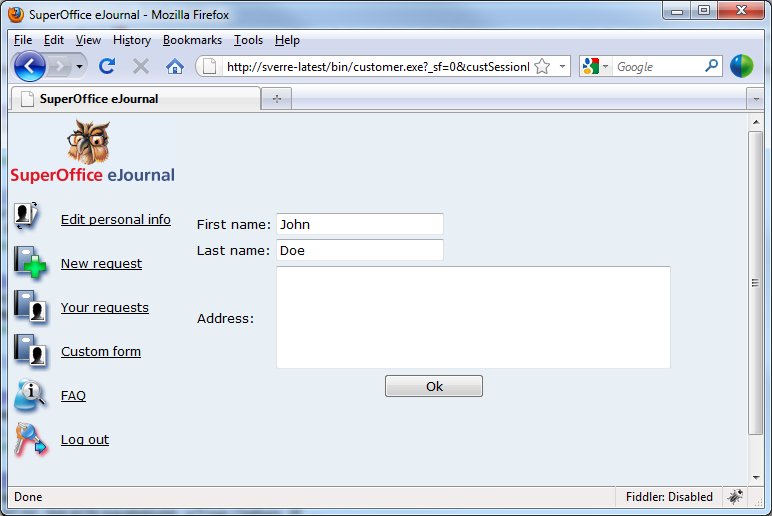 SuperOffice eJournal - Mozilla Firefox
File Edit View History Bookmarks Tools Help
http://sverre-latest/bin/customer.exe?_sf=0&custSessionI
Google
SuperOffice eJournal
SuperOffice eJournal
Edit personal info
New request
Your requests
Custom form
FAQ
Log out
First name: John
Last name: Doe
Address:
Ok
Done
Fiddler: Disabled